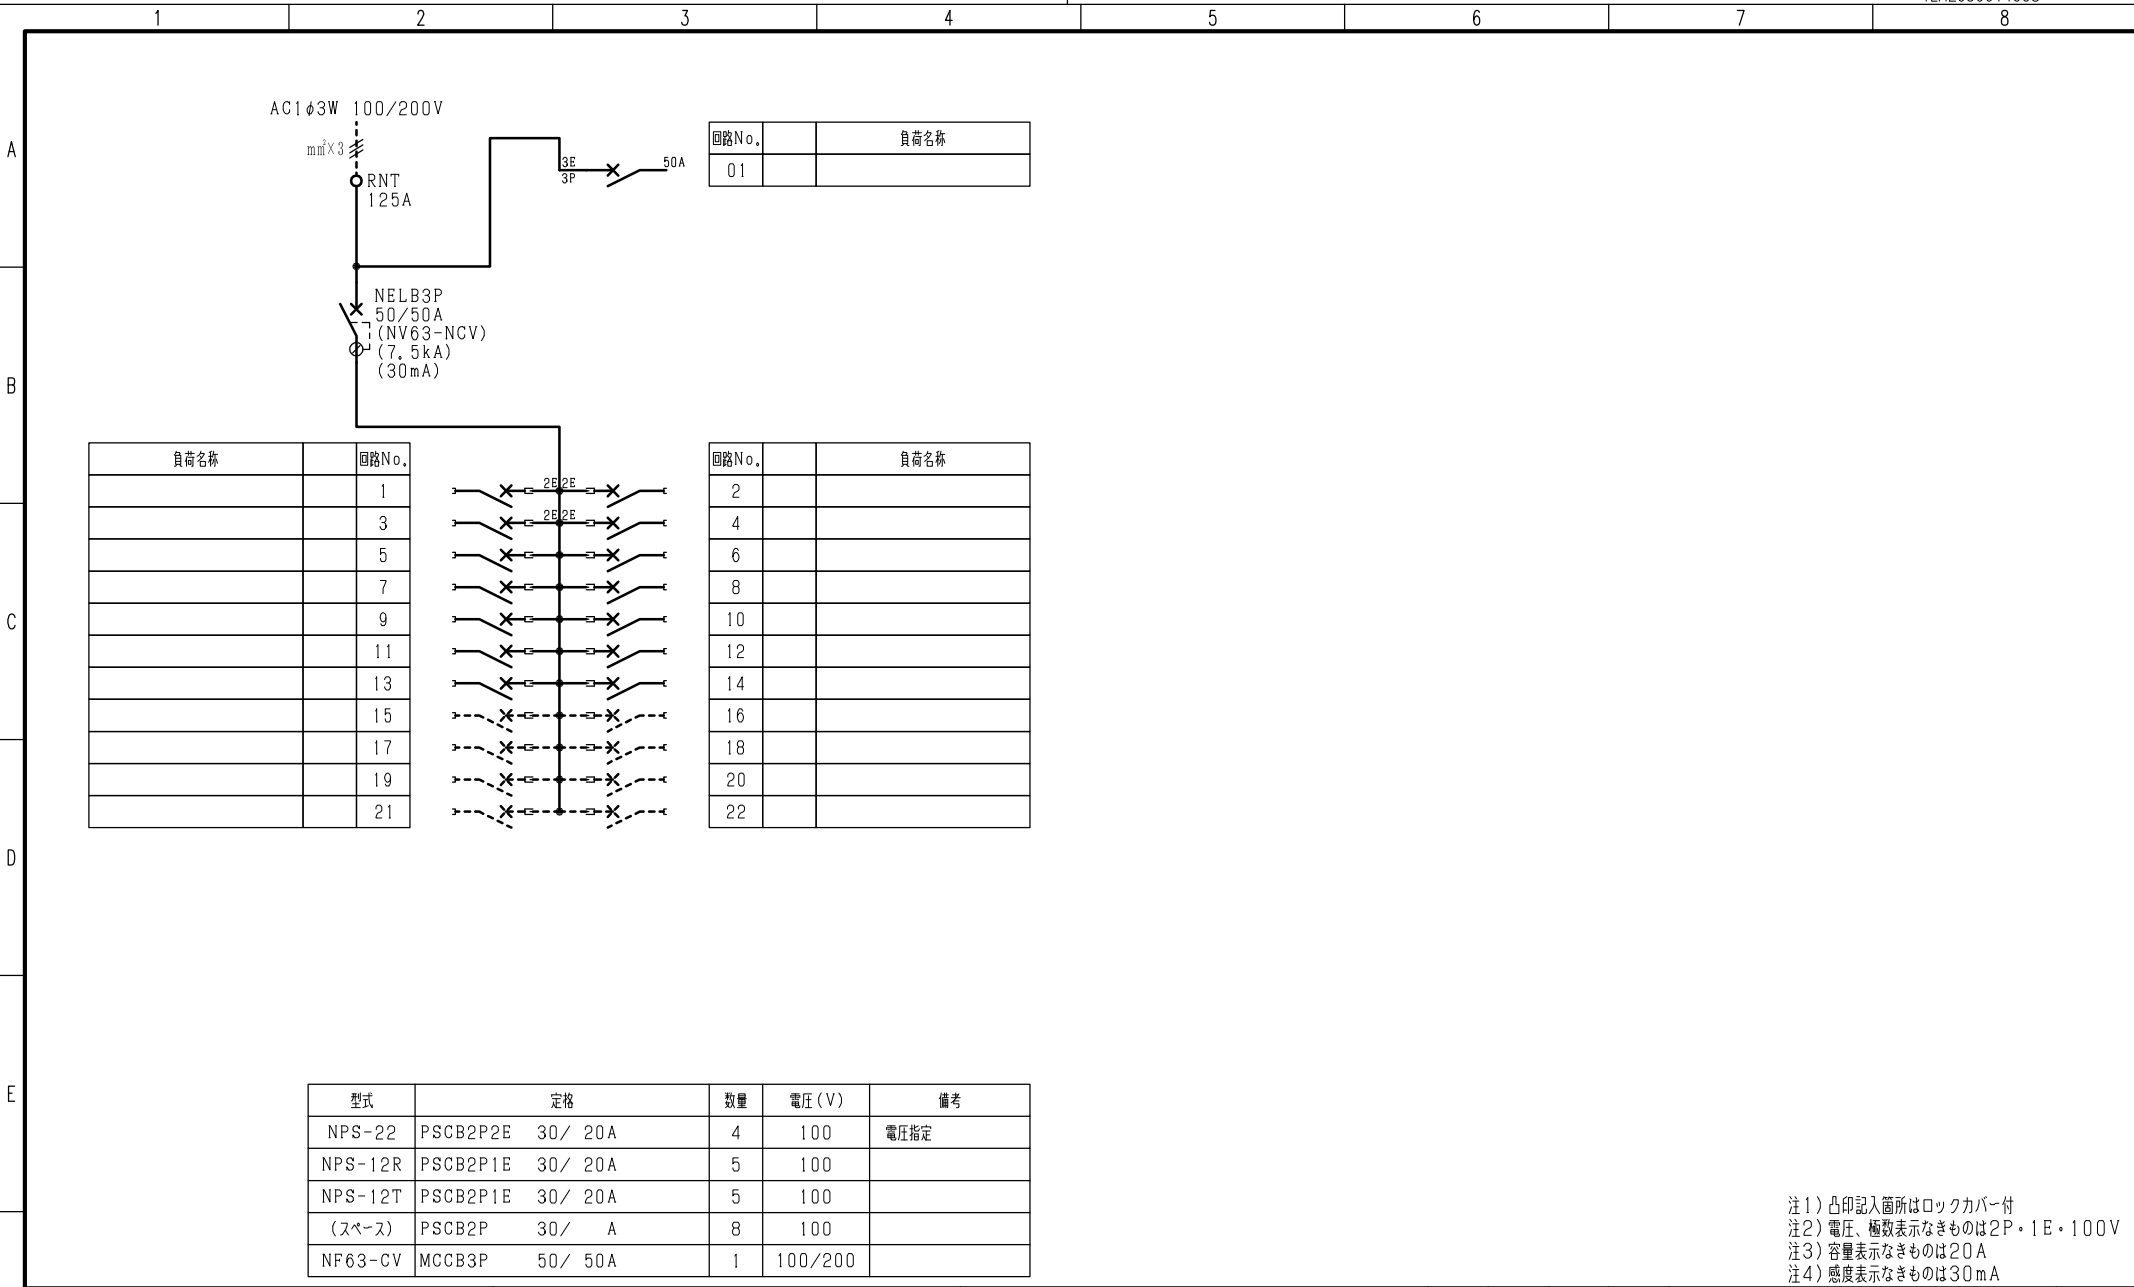 1 2 3 4 5 6 7 8
A
B
C
D
E
AC1φ3W 100/200V
mm²×3
RNT
125A
3E
3P
50A
回路No. 負荷名称
01
NELB3P
50/50A
(NV63-NCV)
(7.5kA)
(30mA)
負荷名称 回路No.
1
3
5
7
9
11
13
15
17
19
21
2E 2E
2E 2E
回路No. 負荷名称
2
4
6
8
10
12
14
16
18
20
22
型式 定格 数量 電圧(V) 備考
NPS-22 PSCB2P2E 30/ 20A 4 100 電圧指定
NPS-12R PSCB2P1E 30/ 20A 5 100
NPS-12T PSCB2P1E 30/ 20A 5 100
(スペース) PSCB2P 30/ A 8 100
NF63-CV MCCB3P 50/ 50A 1 100/200
注1)凸印記入箇所はロックカバー付
注2)電圧、極数表示なきものは2P・1E・100V
注3)容量表示なきものは20A
注4)感度表示なきものは30mA